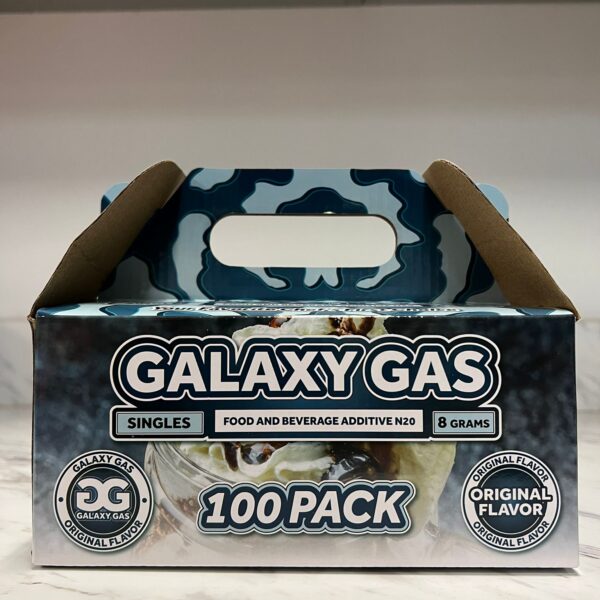 GALAXY GAS
SINGLES
FOOD AND BEVERAGE ADDITIVE N20
8 GRAMS
GALAXY GAS
GG
GALAXY GAS
ORIGINAL FLAVOR
100 PACK
ORIGINAL FLAVOR
ORIGINAL
FLAVOR
ORIGINAL FLAVOR